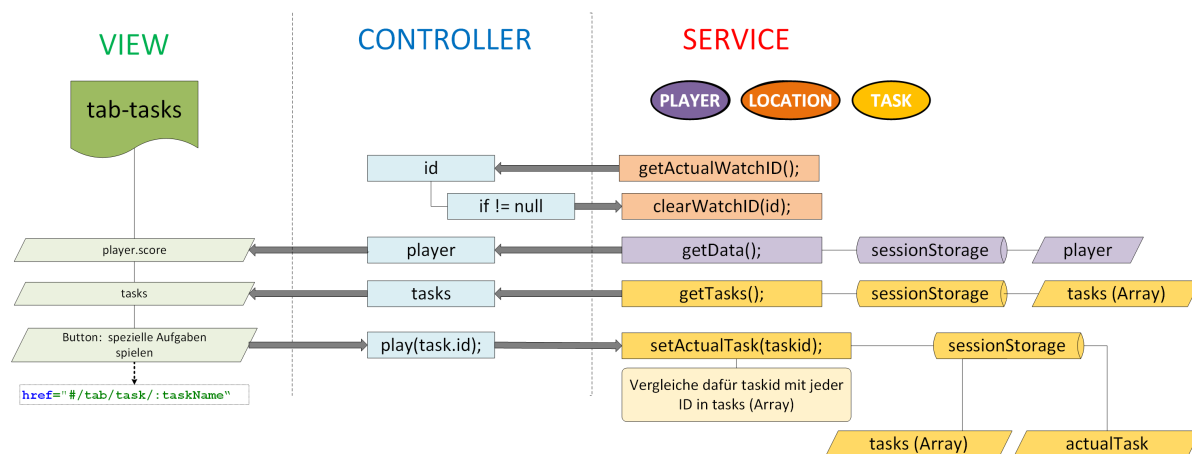 VIEW
CONTROLLER
SERVICE
tab-tasks
PLAYER
LOCATION
TASK
id
getActualWatchID();
if != null
clearWatchID(id);
player.score
player
getData();
sessionStorage
player
tasks
tasks
getTasks();
sessionStorage
tasks (Array)
Button: spezielle Aufgaben
spielen
play(task.id);
setActualTask(taskid);
sessionStorage
href="#/tab/task/:taskName“
Vergleiche dafür taskid mit jeder
ID in tasks (Array)
tasks (Array)
actualTask